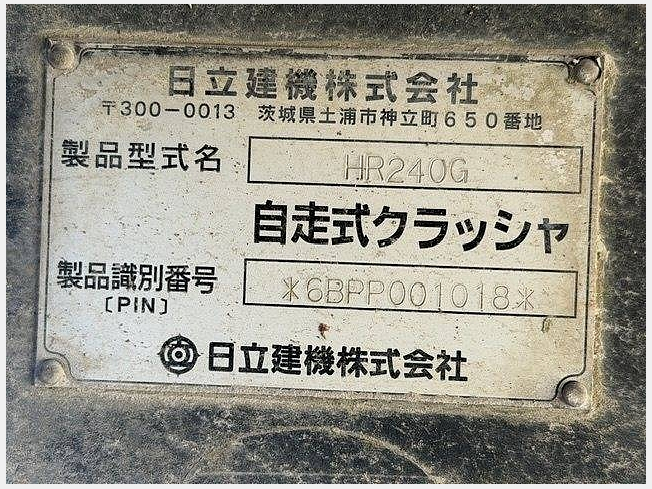 日立建機株式会社
〒300-0013 茨城県土浦市神立町650番地
製品型式名 HR240G
自走式クラッシャ
製品識別番号 *6BPP001018*
〔PIN〕
日立建機株式会社